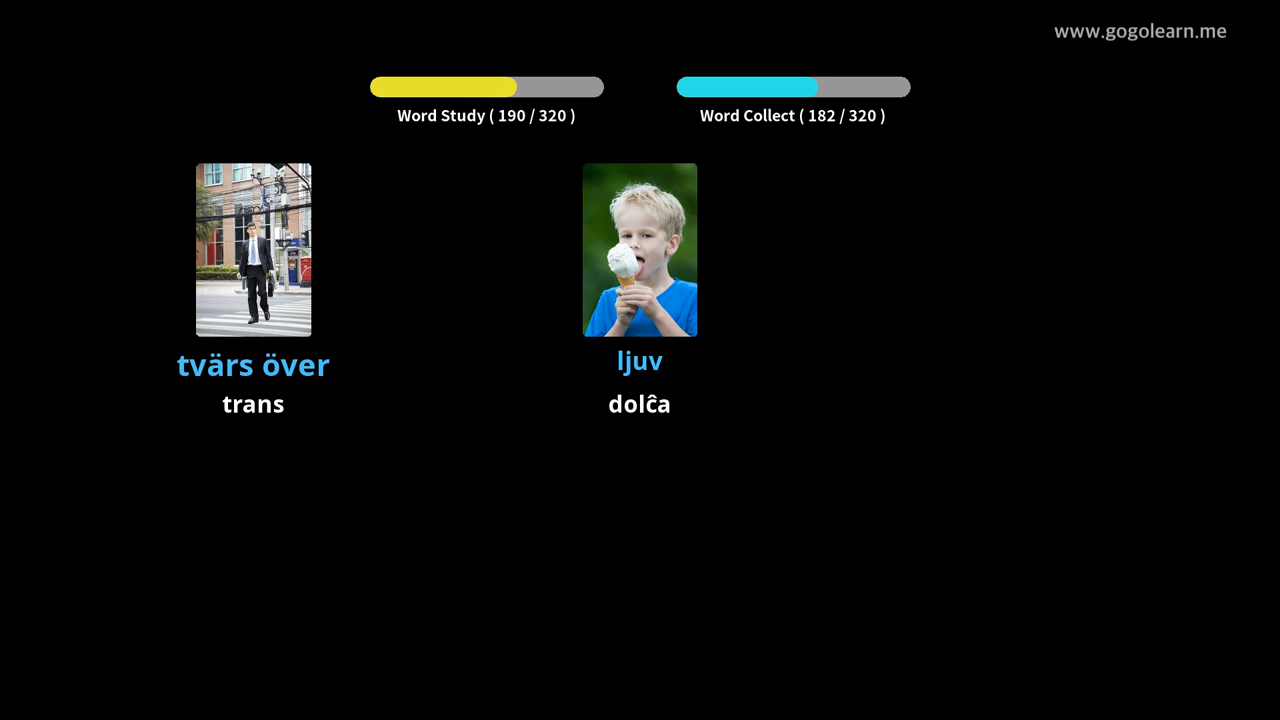 www.gogolearn.me
Word Study ( 190 / 320 )
Word Collect ( 182 / 320 )
tvärs över
trans
ljuv
dolĉa